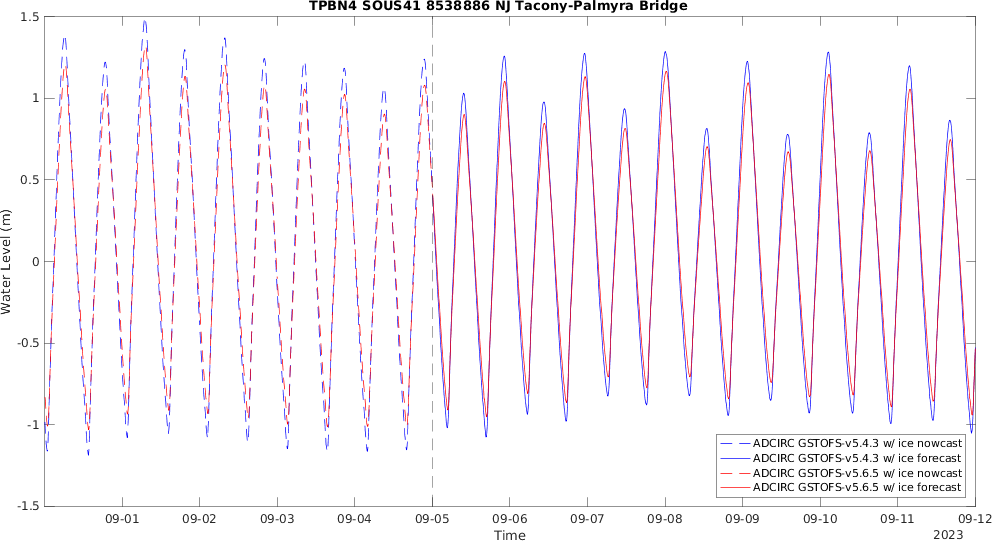 TPBN4 SOUS41 8538886 NJ Tacony-Palmyra Bridge
1.5
1
0.5
0
-0.5
-1
-1.5
Water Level (m)
ADCIRC GSTOFS-v5.4.3 w/ ice nowcast
ADCIRC GSTOFS-v5.4.3 w/ ice forecast
ADCIRC GSTOFS-v5.6.5 w/ ice nowcast
ADCIRC GSTOFS-v5.6.5 w/ ice forecast
09-01 09-02 09-03 09-04 09-05 09-06 09-07 09-08 09-09 09-10 09-11 09-12
Time
2023